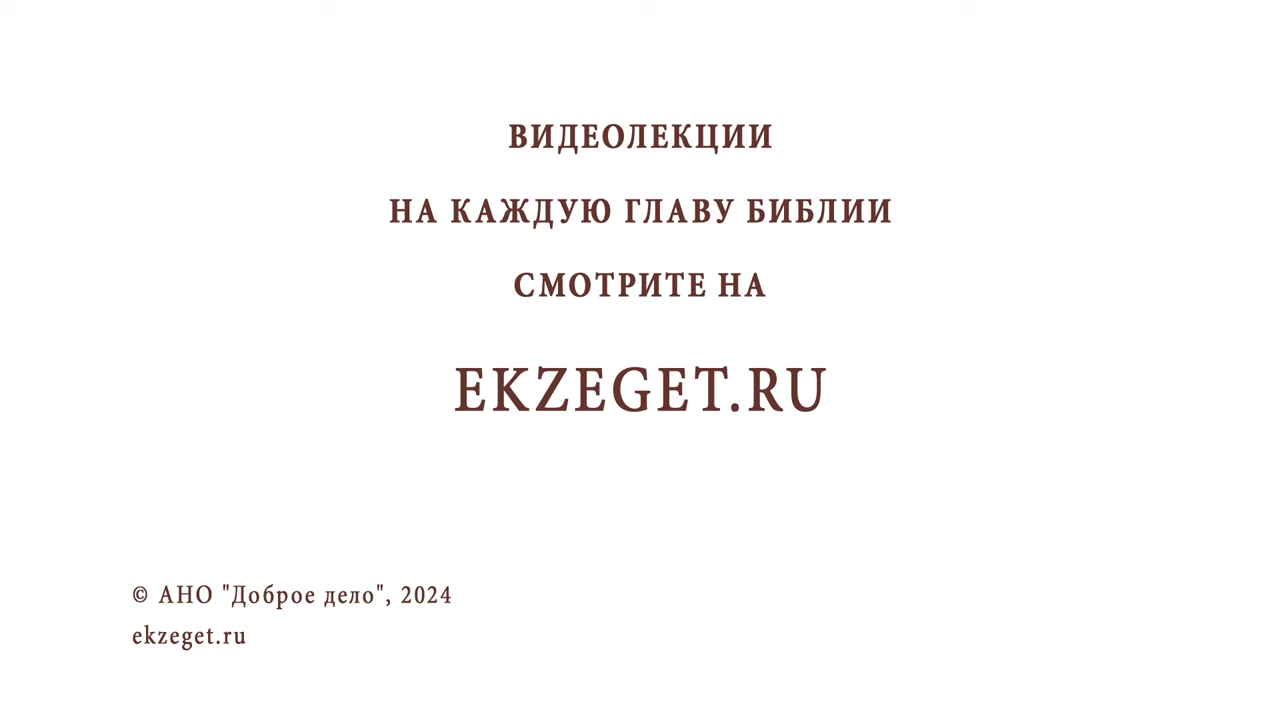 ВИДЕОЛЕКЦИИ
НА КАЖДУЮ ГЛАВУ БИБЛИИ
СМОТРИТЕ НА
EKZEGET.RU
© АНО "Доброе дело", 2024
ekzeget.ru